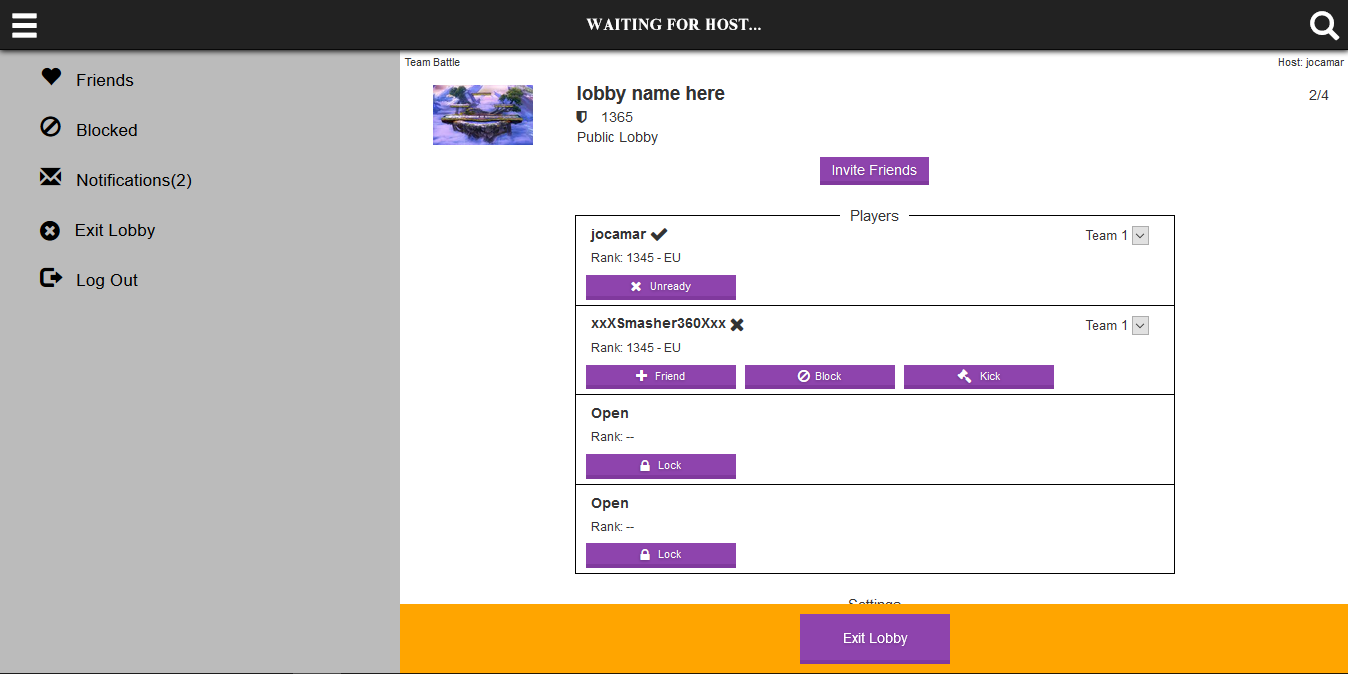 WAITING FOR HOST...
Friends
Blocked
Notifications(2)
Exit Lobby
Log Out
Team Battle
Host: jocamar
lobby name here
2/4
1365
Public Lobby
Invite Friends
Players
jocamar
Team 1
Rank: 1345 - EU
Unready
xxXSmasher360Xxx
Team 1
Rank: 1345 - EU
Friend
Block
Kick
Open
Rank: --
Lock
Open
Rank: --
Lock
Settings
Exit Lobby